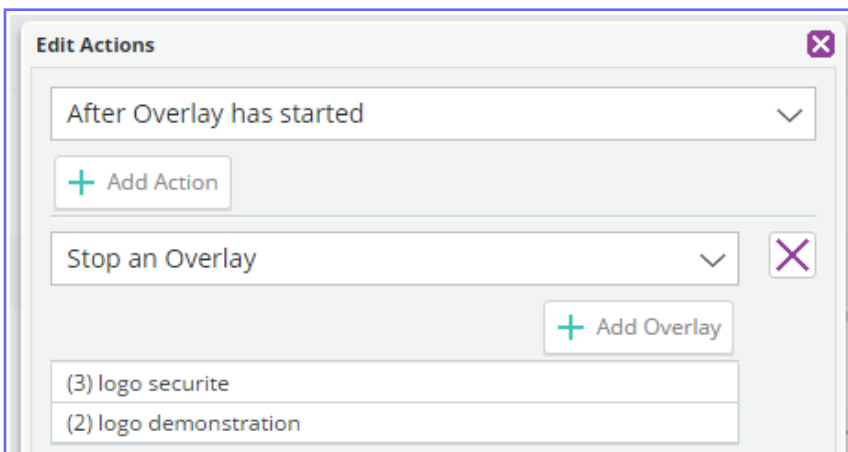 Edit Actions
After Overlay has started
Add Action
Stop an Overlay
Add Overlay
(3) logo securite
(2) logo demonstration